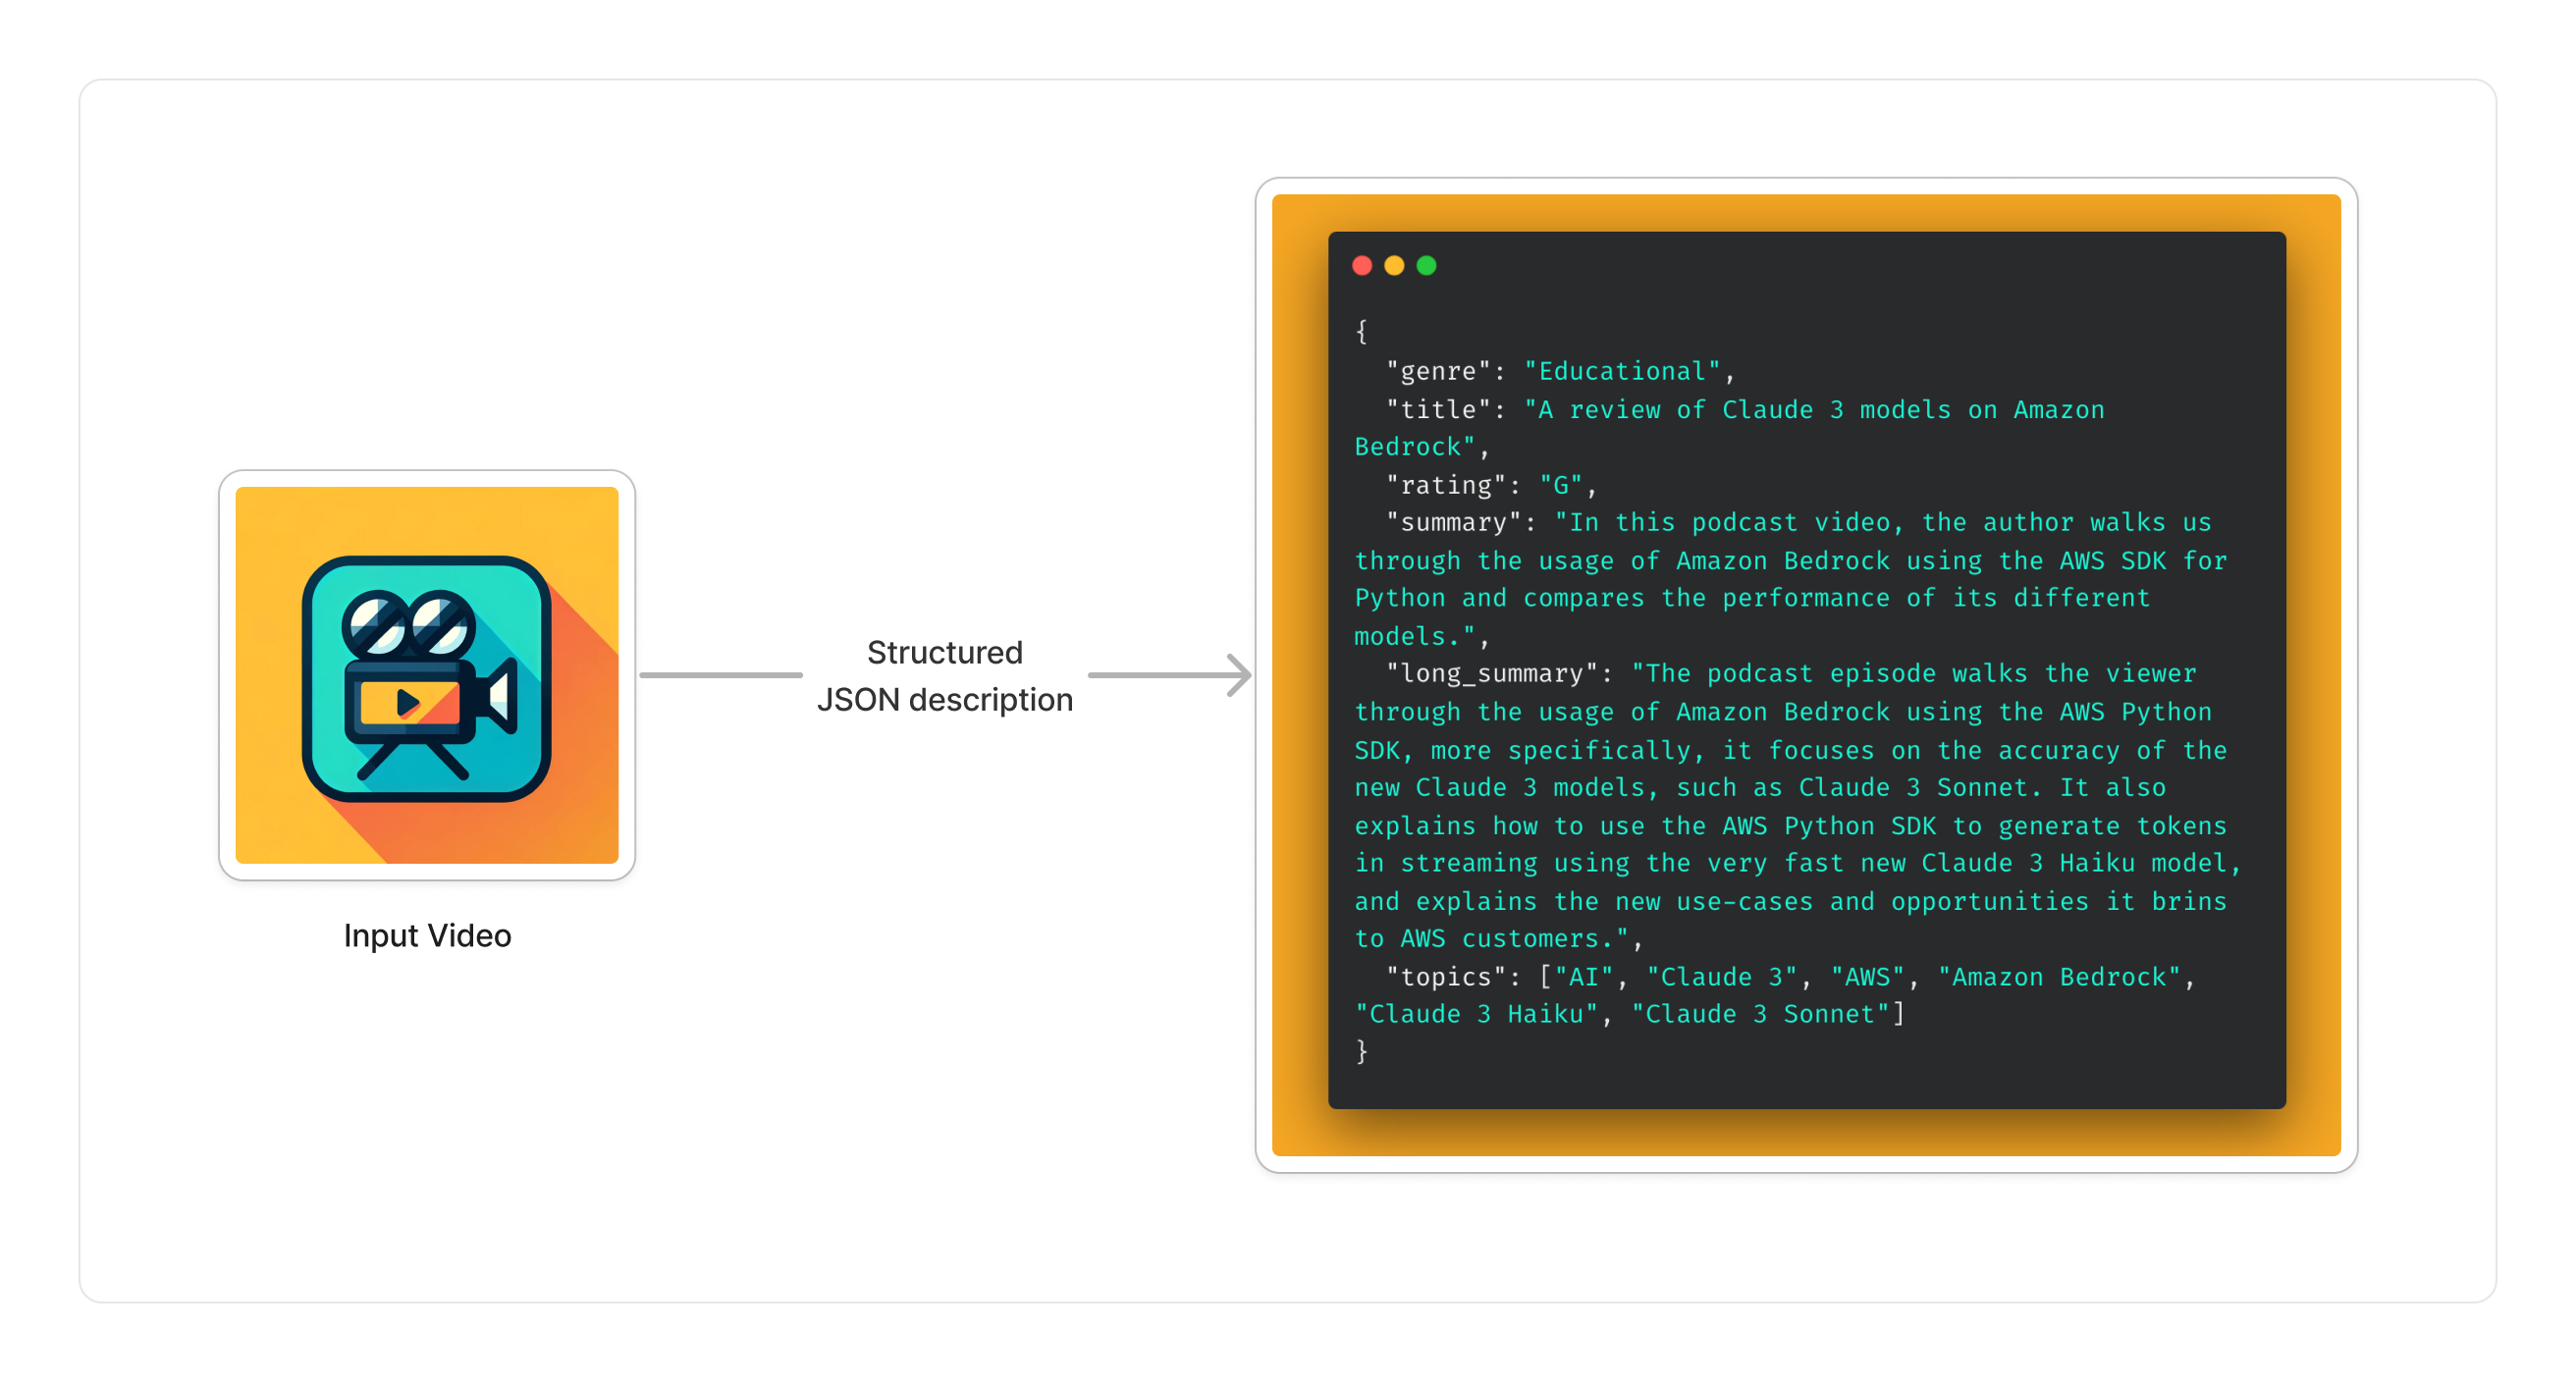 Input Video
Structured
JSON description
{
  "genre": "Educational",
  "title": "A review of Claude 3 models on Amazon
Bedrock",
  "rating": "G",
  "summary": "In this podcast video, the author walks us
through the usage of Amazon Bedrock using the AWS SDK for
Python and compares the performance of its different
models.",
  "long_summary": "The podcast episode walks the viewer
through the usage of Amazon Bedrock using the AWS Python
SDK, more specifically, it focuses on the accuracy of the
new Claude 3 models, such as Claude 3 Sonnet. It also
explains how to use the AWS Python SDK to generate tokens
in streaming using the very fast new Claude 3 Haiku model,
and explains the new use-cases and opportunities it brins
to AWS customers.",
  "topics": ["AI", "Claude 3", "AWS", "Amazon Bedrock",
"Claude 3 Haiku", "Claude 3 Sonnet"]
}